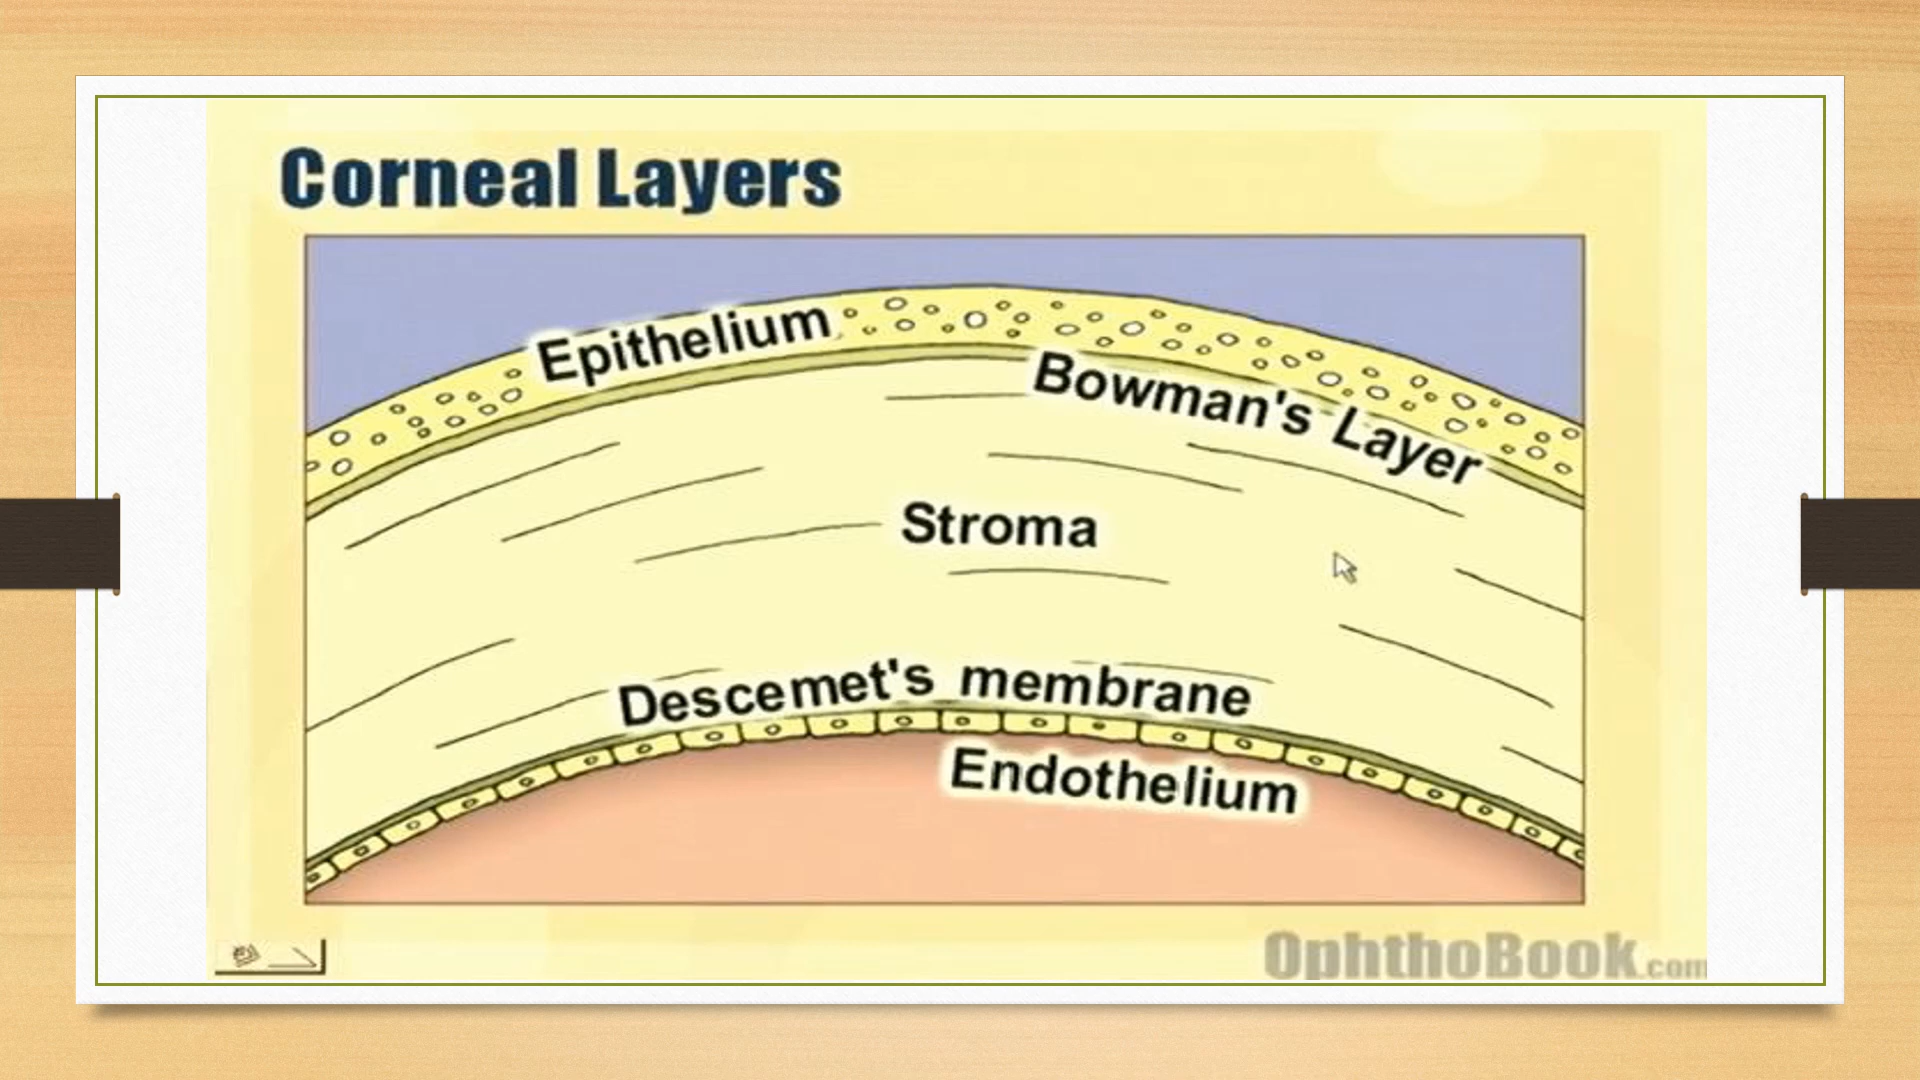 Corneal Layers
Epithelium
Bowman's Layer
Stroma
Descemet's membrane
Endothelium
OphthoBook.com